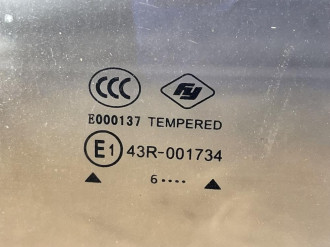 CCC FY
E000137 TEMPERED
E1 43R-001734
▲ 6 •••• ▲